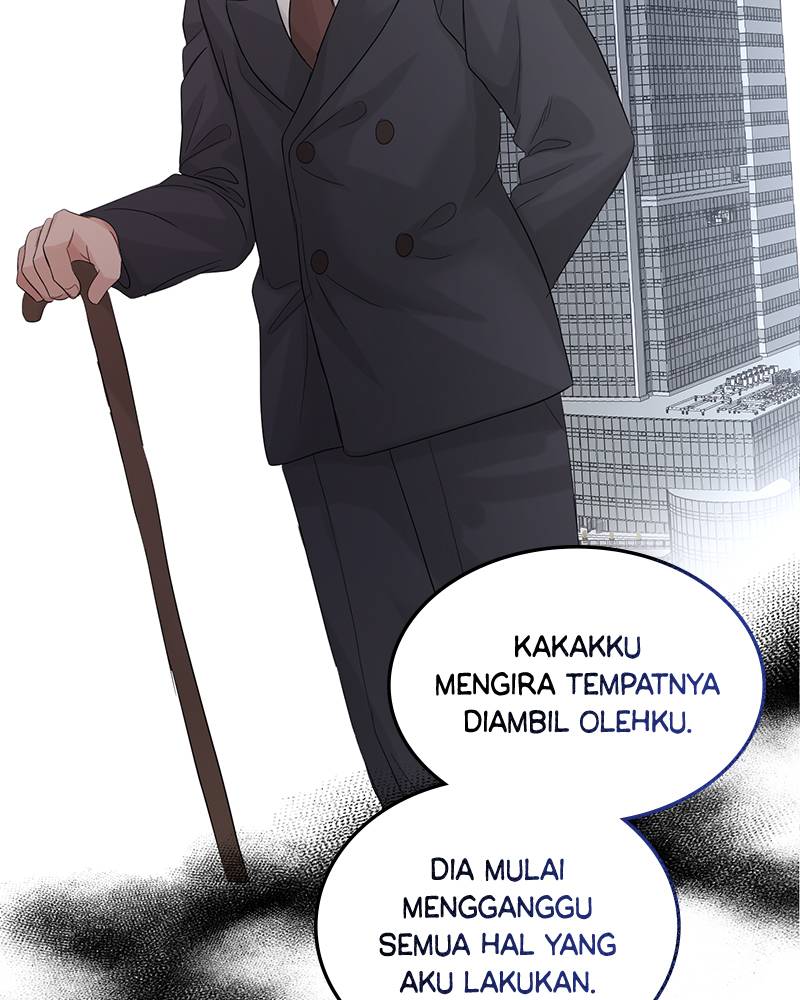 KAKAKKU
MENGIRA TEMPATNYA
DIAMBIL OLEHKU.
DIA MULAI
MENGGANGGU
SEMUA HAL YANG
AKU LAKUKAN.